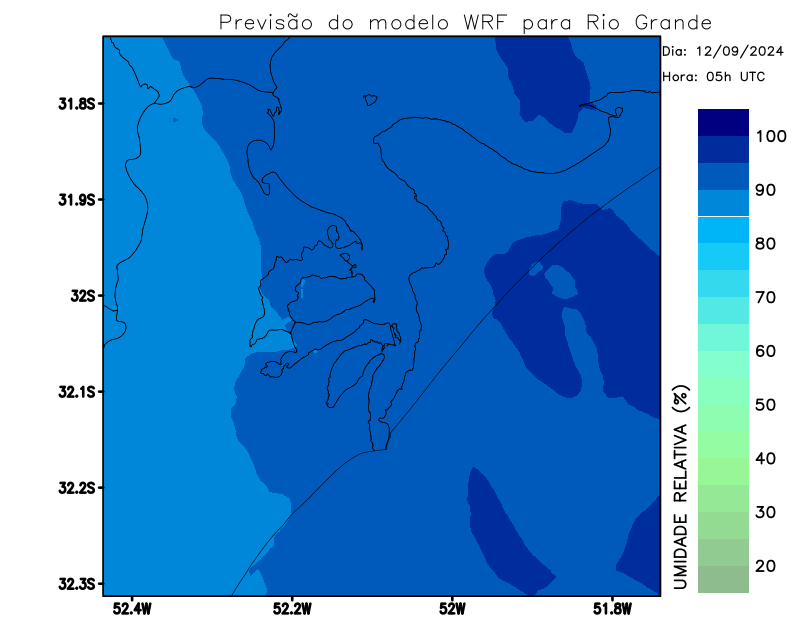 Previsão do modelo WRF para Rio Grande
Dia: 12/09/2024
Hora: 05h UTC
31.8S
31.9S
32S
32.1S
32.2S
32.3S
52.4W 52.2W 52W 51.8W
UMIDADE RELATIVA (%)
100
90
80
70
60
50
40
30
20